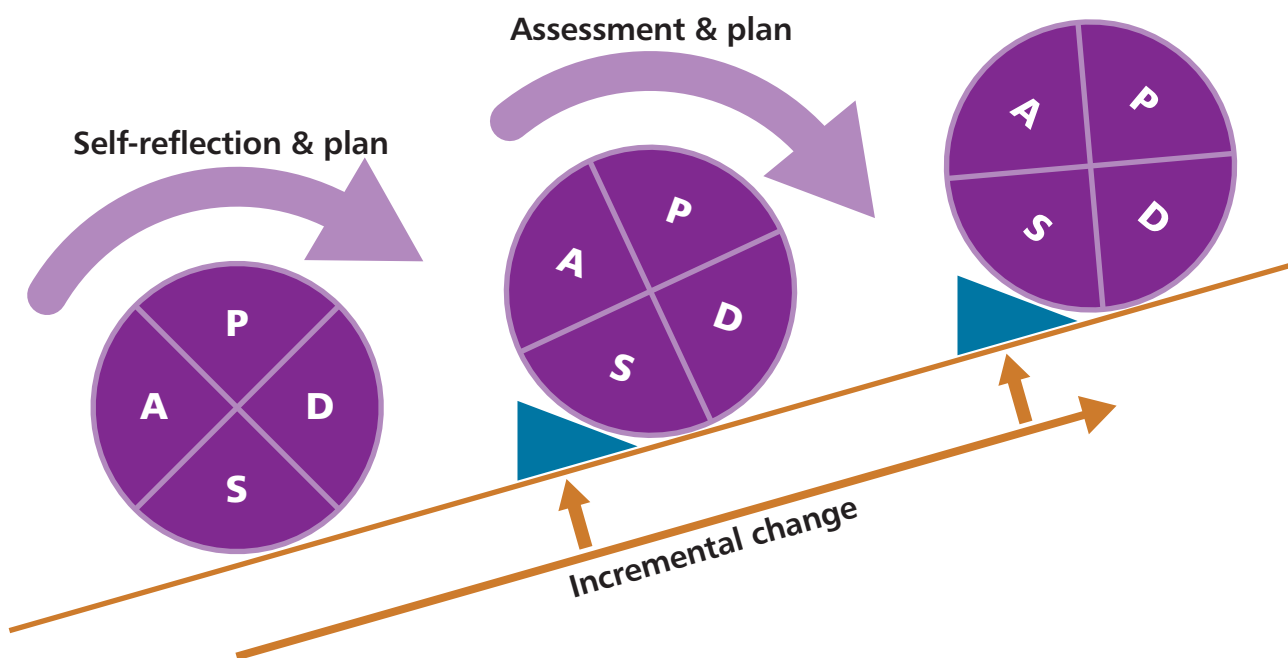 Assessment & plan
Self-reflection & plan
P
A
D
S
P
A
D
S
A
P
S
D
Incremental change